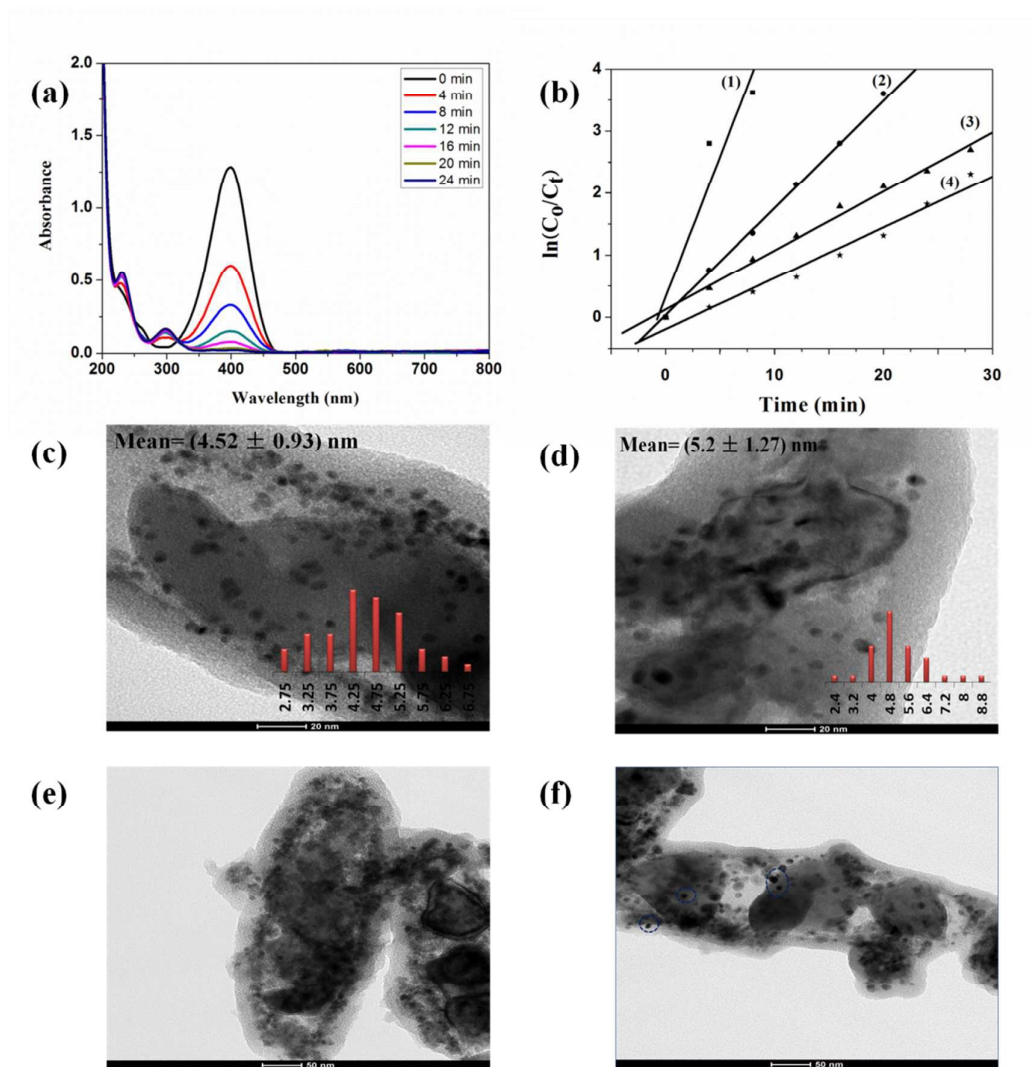 (a)
2.0
1.5
1.0
0.5
0.0
Absorbance
0 min
4 min
8 min
12 min
16 min
20 min
24 min
200 300 400 500 600 700 800
Wavelength (nm)
(b)
4
3
2
1
0
ln(C0/Ct)
(1)
(2)
(3)
(4)
0 10 20 30
Time (min)
(c)
Mean= (4.52 ± 0.93) nm
2.75 3.25 3.75 4.25 4.75 5.25 5.75 6.25 6.75
20 nm
(d)
Mean= (5.2 ± 1.27) nm
2.4 3.2 4 4.8 5.6 6.4 7.2 8 8.8
20 nm
(e)
50 nm
(f)
50 nm